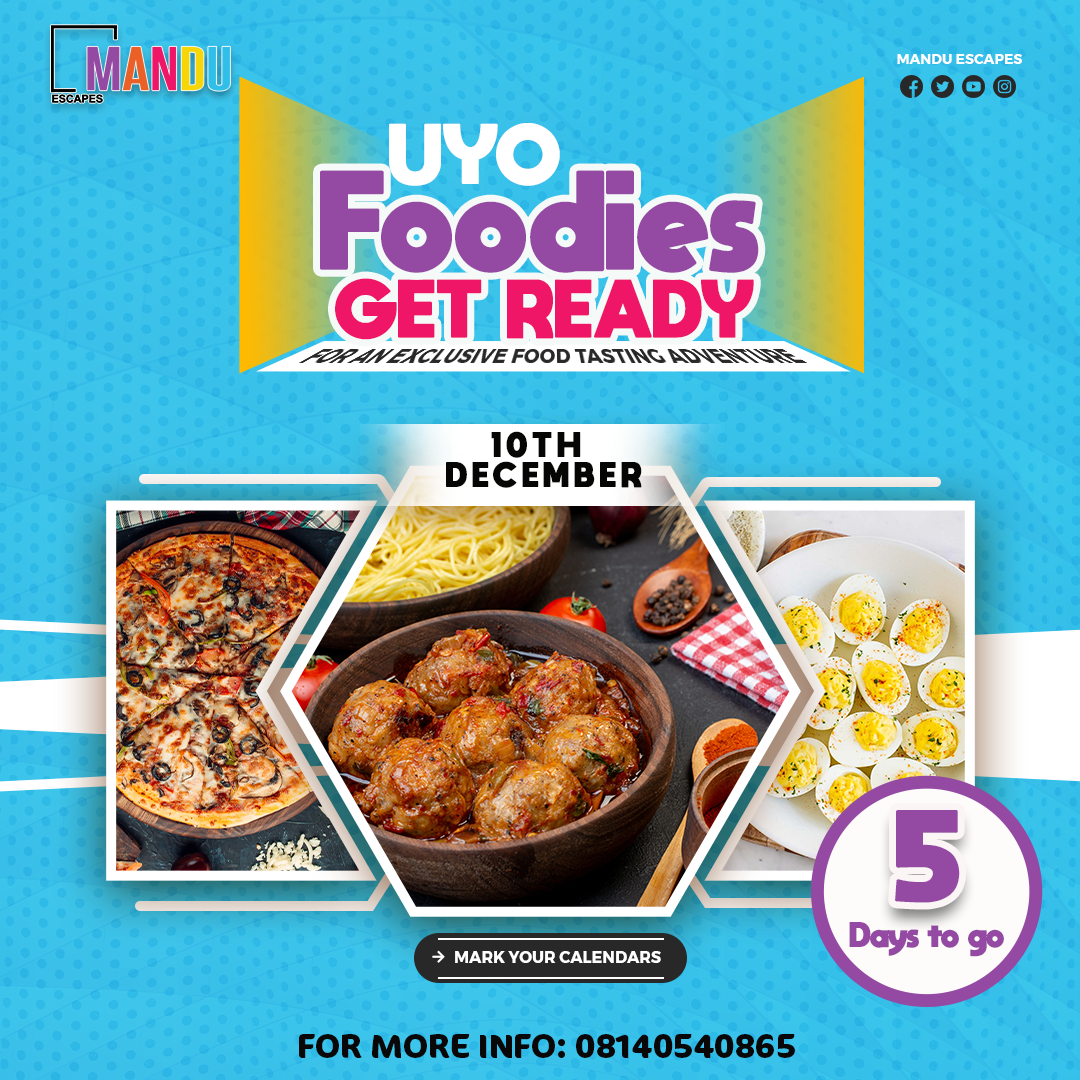 MANDU
ESCAPES
MANDU ESCAPES
UYO
Foodies
GET READY
FOR AN EXCLUSIVE FOOD TASTING ADVENTURE
10TH
DECEMBER
5
Days to go
→ MARK YOUR CALENDARS
FOR MORE INFO: 08140540865